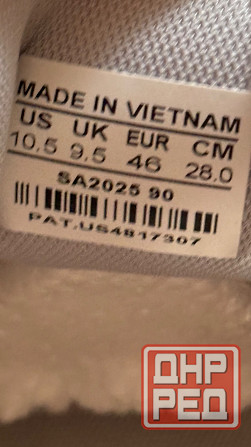 MADE IN VIETNAM
US UK EUR CM
10.5 9.5 46 28.0
SA2025 90
PAT.US4817307
ДНР
РЕД